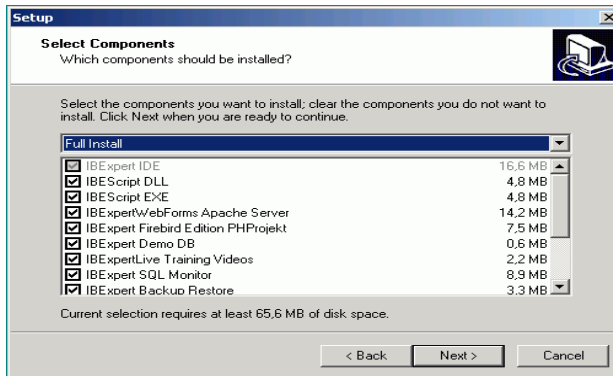 Setup
Select Components
Which components should be installed?
Select the components you want to install; clear the components you do not want to
install. Click Next when you are ready to continue.
Full Install
IBExpert IDE 16,6 MB
IBEScript DLL 4,8 MB
IBEScript EXE 4,8 MB
IBExpertWebForms Apache Server 14,2 MB
IBExpert Firebird Edition PHProjekt 7,5 MB
IBExpert Demo DB 0,6 MB
IBExpertLive Training Videos 2,2 MB
IBExpert SQL Monitor 8,9 MB
IBExpert Backup Restore 3,3 MB
Current selection requires at least 65,6 MB of disk space.
< Back Next > Cancel